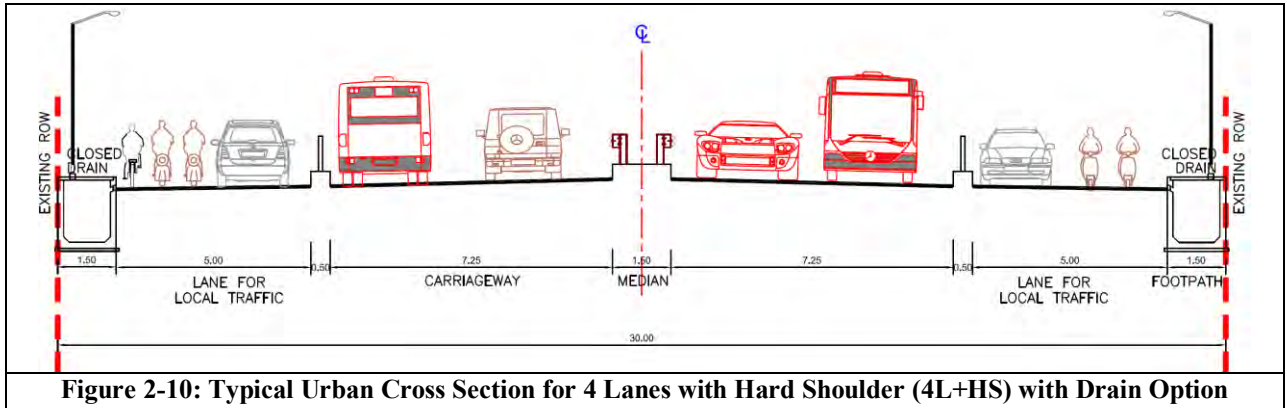 ℄
EXISTING ROW
CLOSED
DRAIN
CLOSED
DRAIN
EXISTING ROW
1.50
5.00
0.50
7.25
1.50
7.25
0.50
5.00
1.50
LANE FOR
LOCAL TRAFFIC
CARRIAGEWAY
MEDIAN
LANE FOR
LOCAL TRAFFIC
FOOTPATH
30.00
Figure 2-10: Typical Urban Cross Section for 4 Lanes with Hard Shoulder (4L+HS) with Drain Option